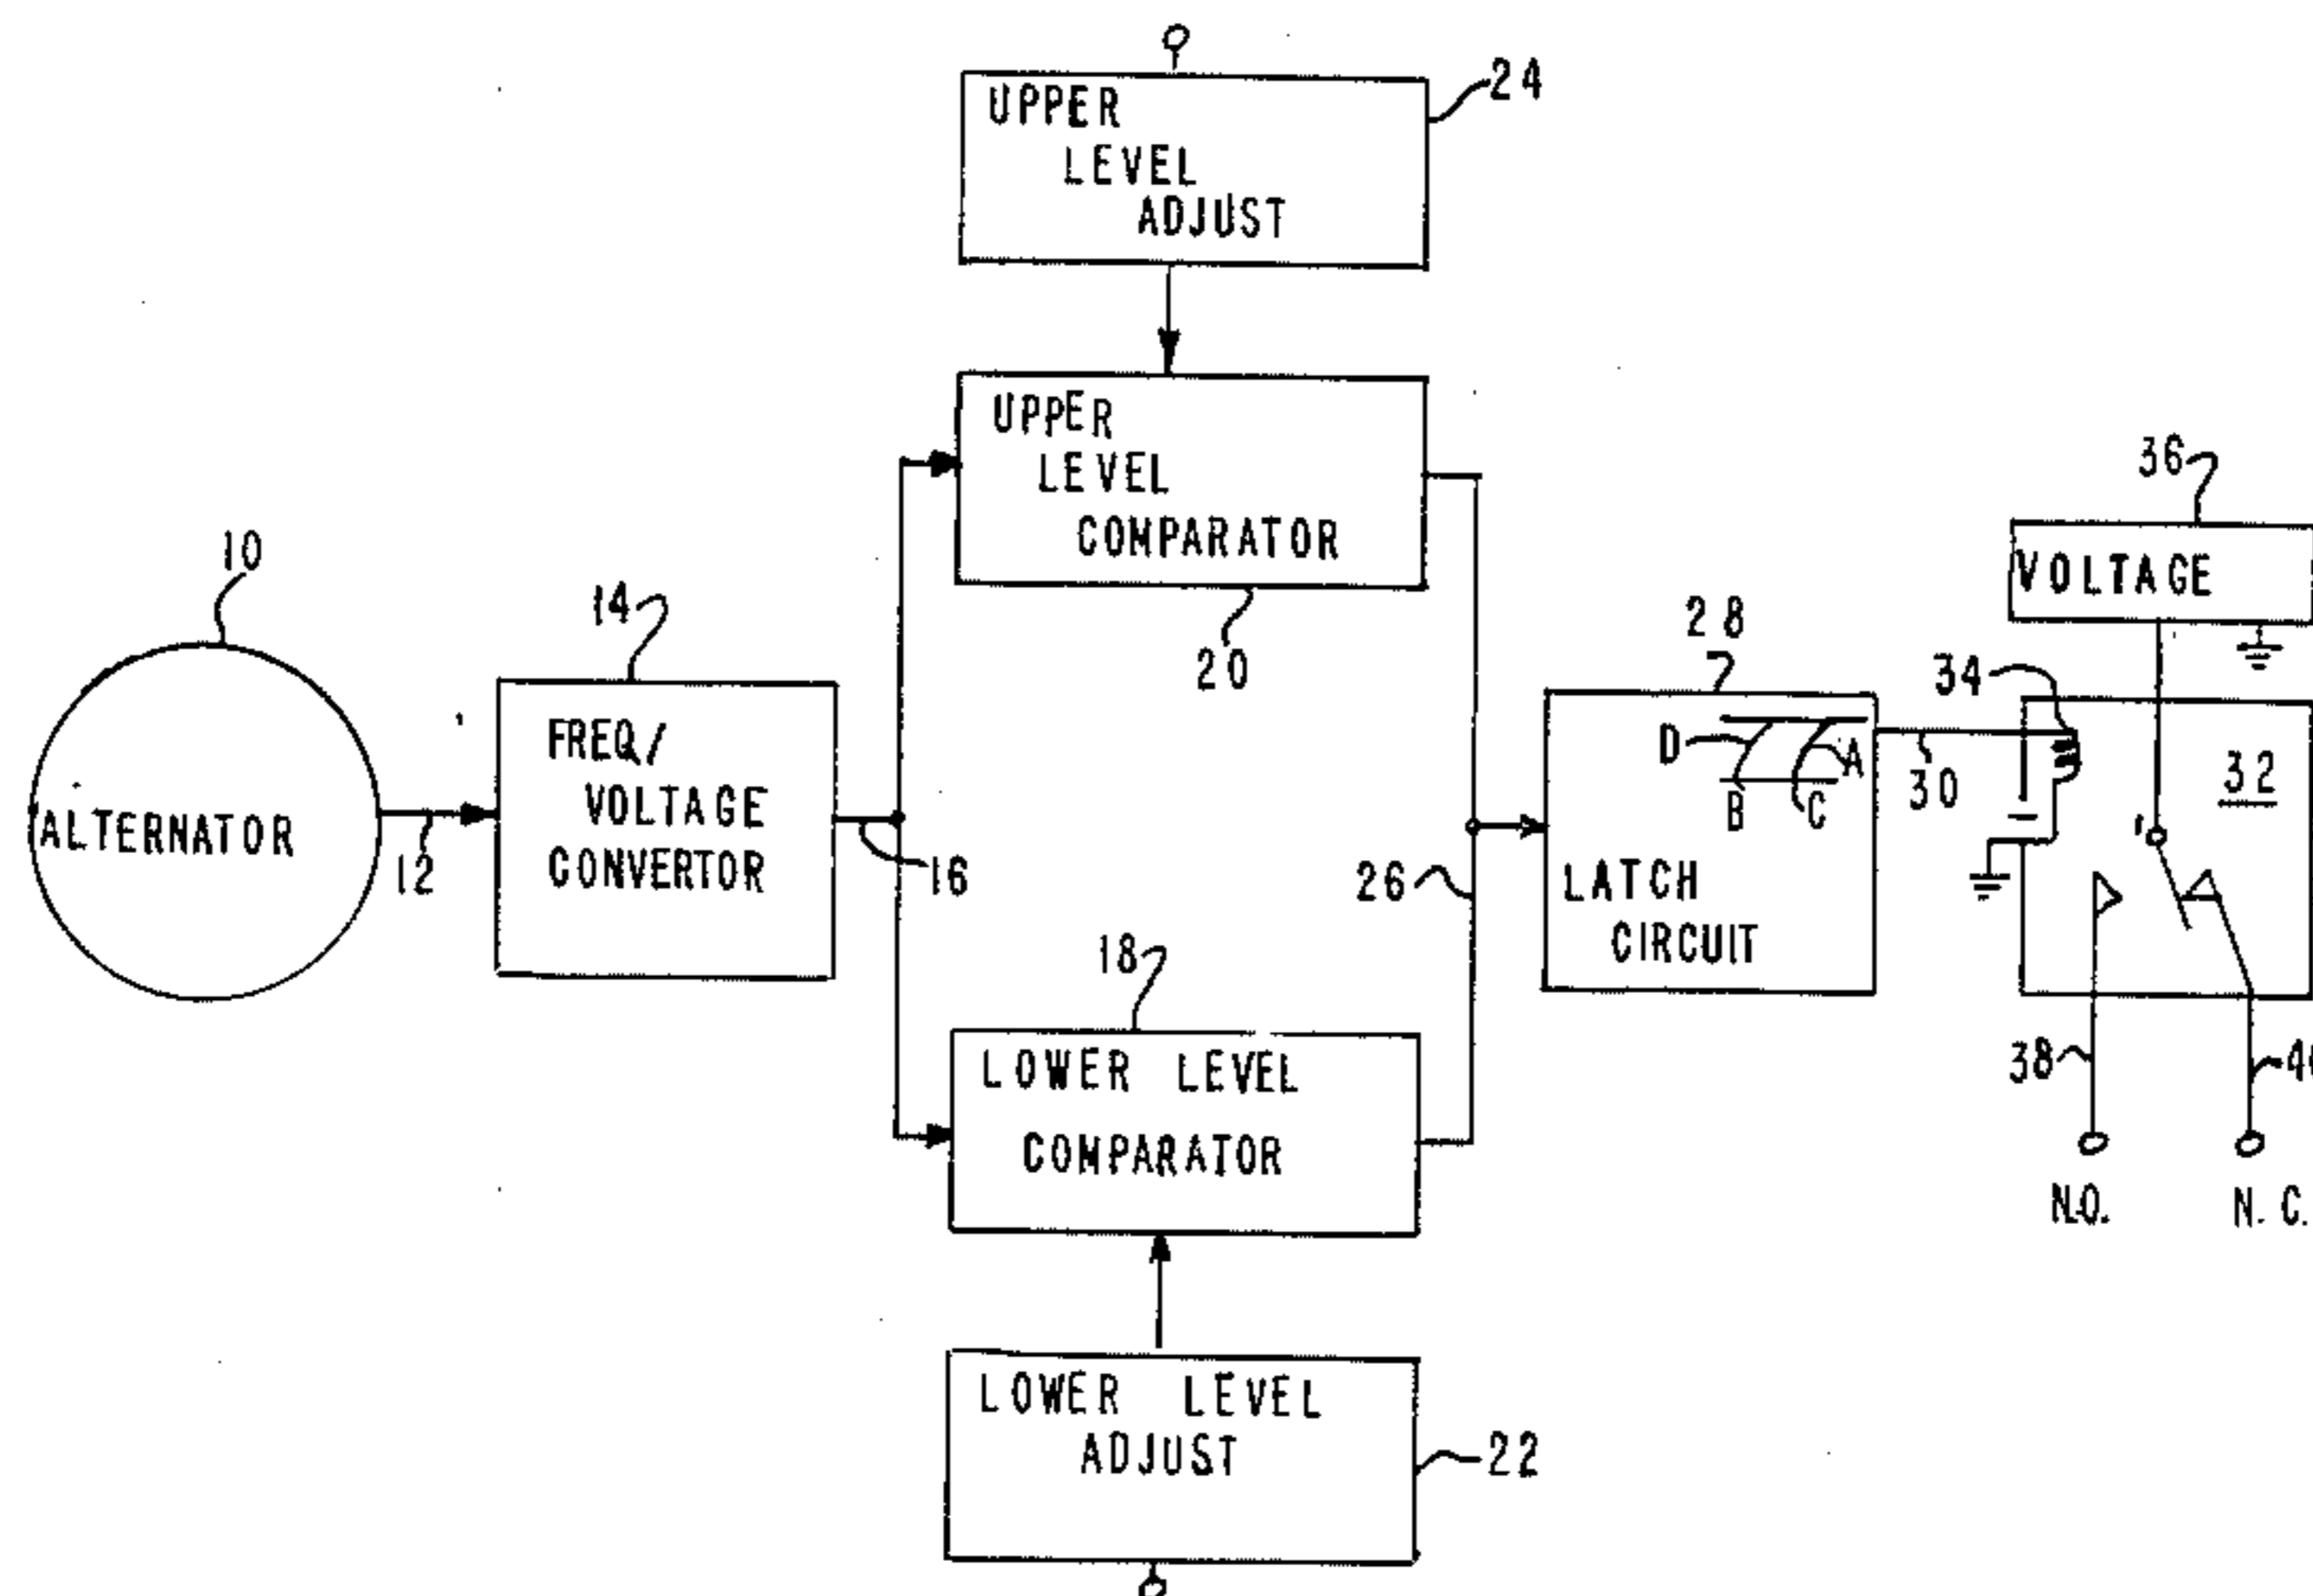 24
UPPER
LEVEL
ADJUST
UPPER
LEVEL
COMPARATOR
20
10
ALTERNATOR
12
14
FREQ/
VOLTAGE
CONVERTOR
16
18
LOWER LEVEL
COMPARATOR
LOWER LEVEL
ADJUST
22
26
28
D
A
B
C
LATCH
CIRCUIT
30
36
VOLTAGE
34
32
38
N.O.
N.C.